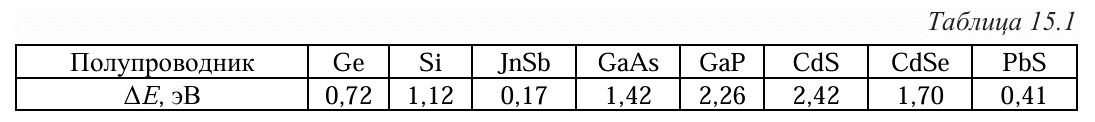 Таблица 15.1
Полупроводник Ge Si JnSb GaAs GaP CdS CdSe PbS
ΔE, эВ 0,72 1,12 0,17 1,42 2,26 2,42 1,70 0,41